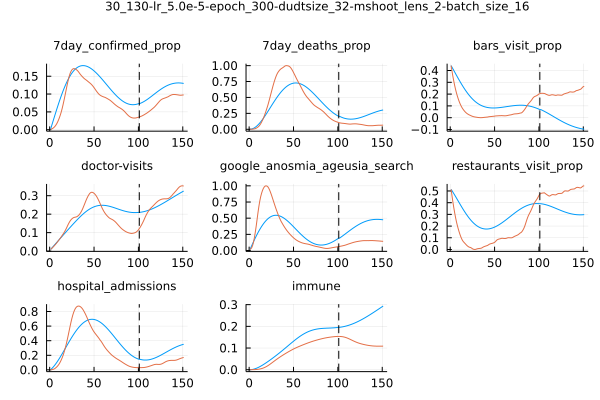 30_130-lr_5.0e-5-epoch_300-dudtsize_32-mshoot_lens_2-batch_size_16
7day_confirmed_prop 7day_deaths_prop bars_visit_prop
0.15 1.00 0.4
0.10 0.75 0.3
0.05 0.50 0.2
0.00 0.25 0.1
0.00 0.0
−0.1
0 50 100 150 0 50 100 150 0 50 100 150
doctor-visits google_anosmia_ageusia_search restaurants_visit_prop
0.3 1.00 0.5
0.2 0.75 0.4
0.1 0.50 0.3
0.0 0.25 0.2
0.00 0.1
0.0
0 50 100 150 0 50 100 150 0 50 100 150
hospital_admissions immune
0.8 0.3
0.6 0.2
0.4 0.1
0.2 0.0
0.0
0 50 100 150 0 50 100 150